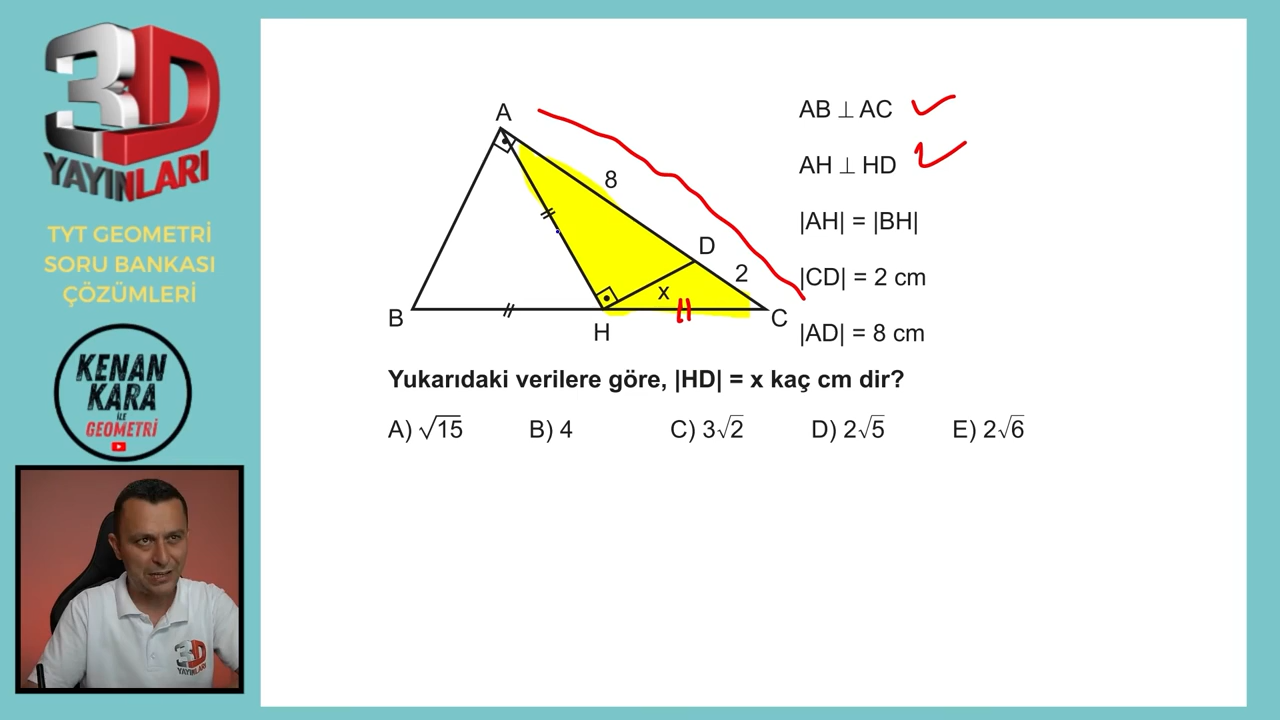 3D
YAYINLARI
TYT GEOMETRİ
SORU BANKASI
ÇÖZÜMLERİ
KENAN
KARA
İLE
GEOMETRİ
3D
YAYINLARI
A
8
D
2
x
B
H
C
AB ⊥ AC
AH ⊥ HD
|AH| = |BH|
|CD| = 2 cm
|AD| = 8 cm
Yukarıdaki verilere göre, |HD| = x kaç cm dir?
A) √15 B) 4 C) 3√2 D) 2√5 E) 2√6